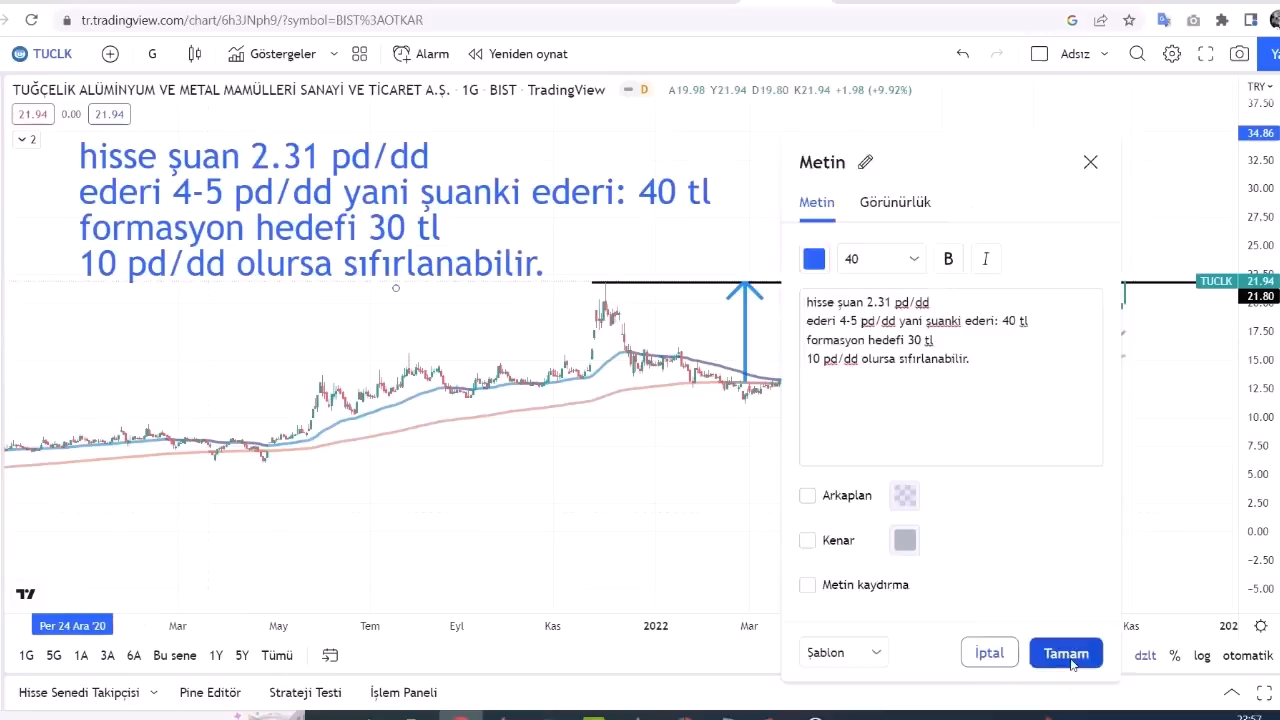 tr.tradingview.com/chart/6h3JNph9/?symbol=BIST%3AOTKAR
TUCLK G Göstergeler Alarm Yeniden oynat Adsız
TUĞÇELİK ALÜMİNYUM VE METAL MAMÜLLERİ SANAYİ VE TİCARET A.Ş. · 1G · BIST · TradingView D A19.98 Y21.94 D19.80 K21.94 +1.98 (+9.92%)
TRY
21.94 0.00 21.94
2
hisse şuan 2.31 pd/dd
ederi 4-5 pd/dd yani şuanki ederi: 40 tl
formasyon hedefi 30 tl
10 pd/dd olursa sıfırlanabilir.
Metin
Metin Görünürlük
40 B I
hisse şuan 2.31 pd/dd
ederi 4-5 pd/dd yani şuanki ederi: 40 tl
formasyon hedefi 30 tl
10 pd/dd olursa sıfırlanabilir.
Arkaplan
Kenar
Metin kaydırma
Şablon İptal Tamam
37.50
34.86
32.50
30.00
27.50
25.00
22.50
TUCLK 21.94
21.80
17.50
15.00
12.50
10.00
7.50
5.00
2.50
0.00
−2.50
−5.00
Per 24 Ara '20 Mar May Tem Eyl Kas 2022 Mar Kas 202
1G 5G 1A 3A 6A Bu sene 1Y 5Y Tümü dzlt % log otomatik
Hisse Senedi Takipçisi Pine Editör Strateji Testi İşlem Paneli
22:57